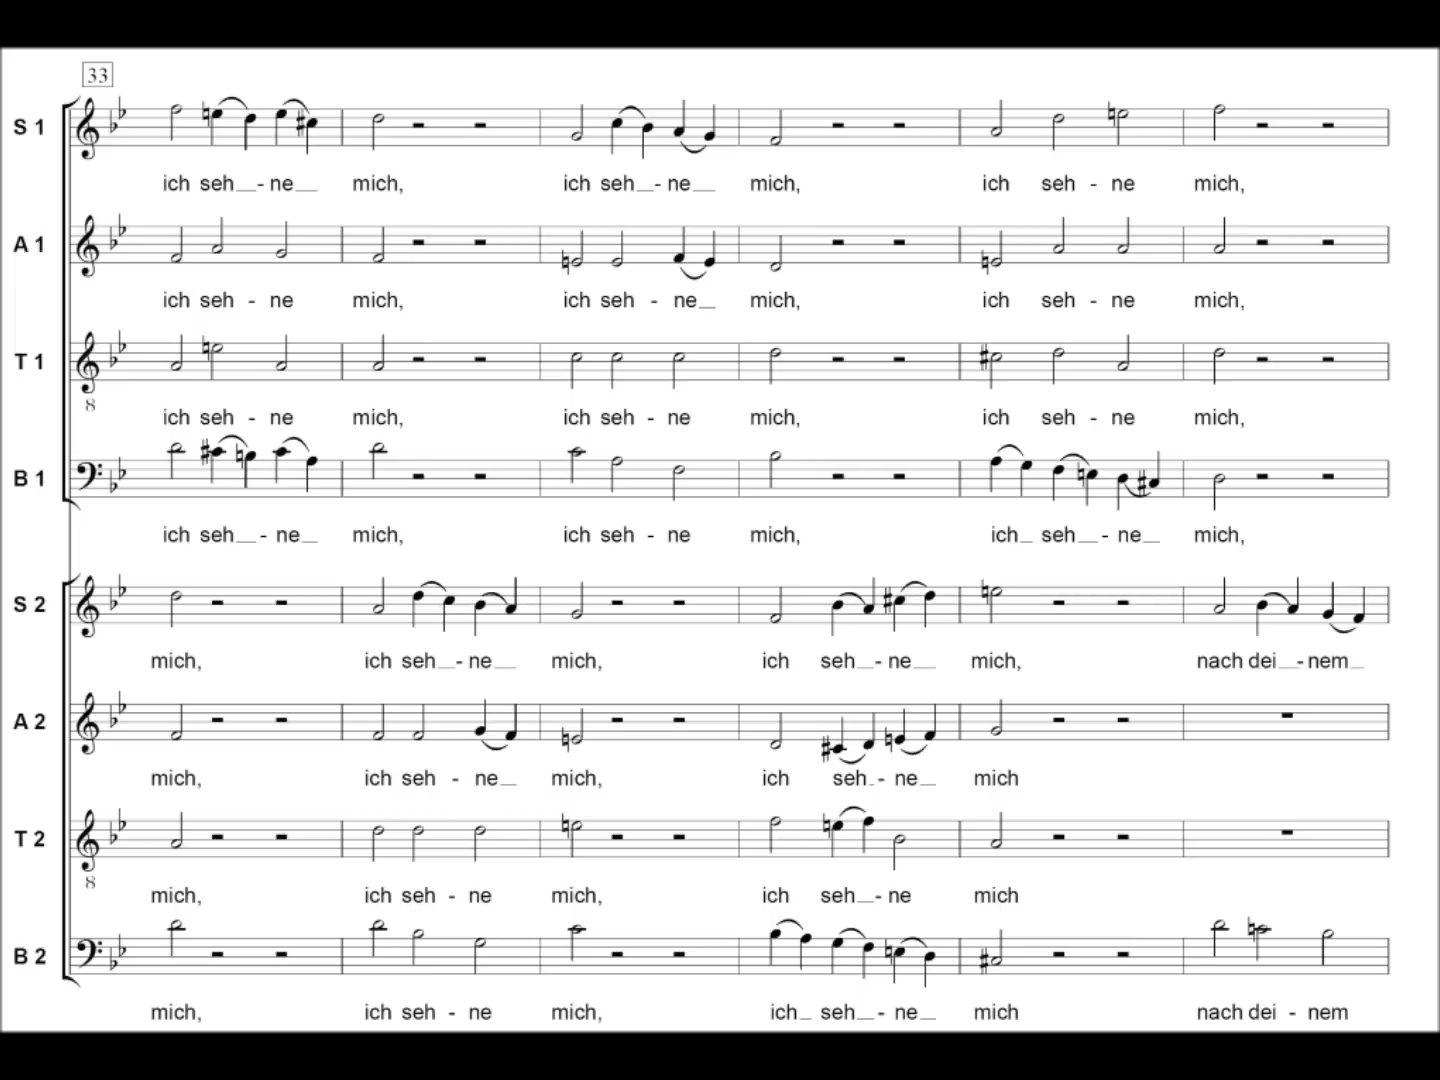 33
S 1
ich seh - ne mich, ich seh - ne mich, ich seh - ne mich,
A 1
ich seh - ne mich, ich seh - ne mich, ich seh - ne mich,
T 1
8
ich seh - ne mich, ich seh - ne mich, ich seh - ne mich,
B 1
ich seh - ne mich, ich seh - ne mich, ich seh - ne mich,
S 2
mich, ich seh - ne mich, ich seh - ne mich, nach dei - nem
A 2
mich, ich seh - ne mich, ich seh - ne mich
T 2
8
mich, ich seh - ne mich, ich seh - ne mich
B 2
mich, ich seh - ne mich, ich seh - ne mich nach dei - nem